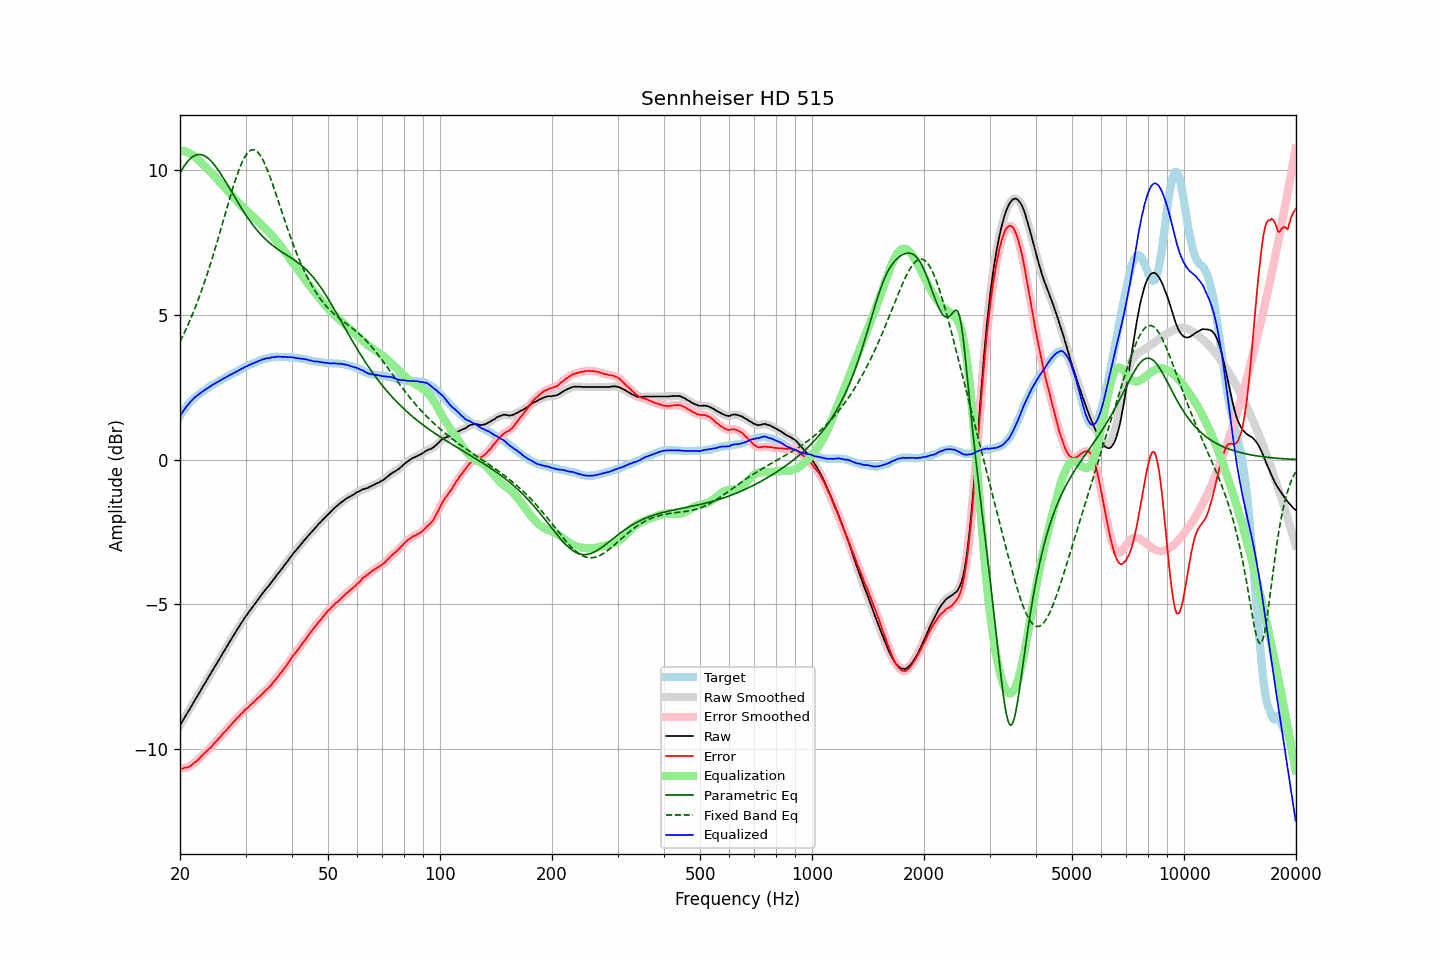 Sennheiser HD 515
Amplitude (dBr)
10
5
0
−5
−10
Target
Raw Smoothed
Error Smoothed
Raw
Error
Equalization
Parametric Eq
Fixed Band Eq
Equalized
20 50 100 200 500 1000 2000 5000 10000 20000
Frequency (Hz)